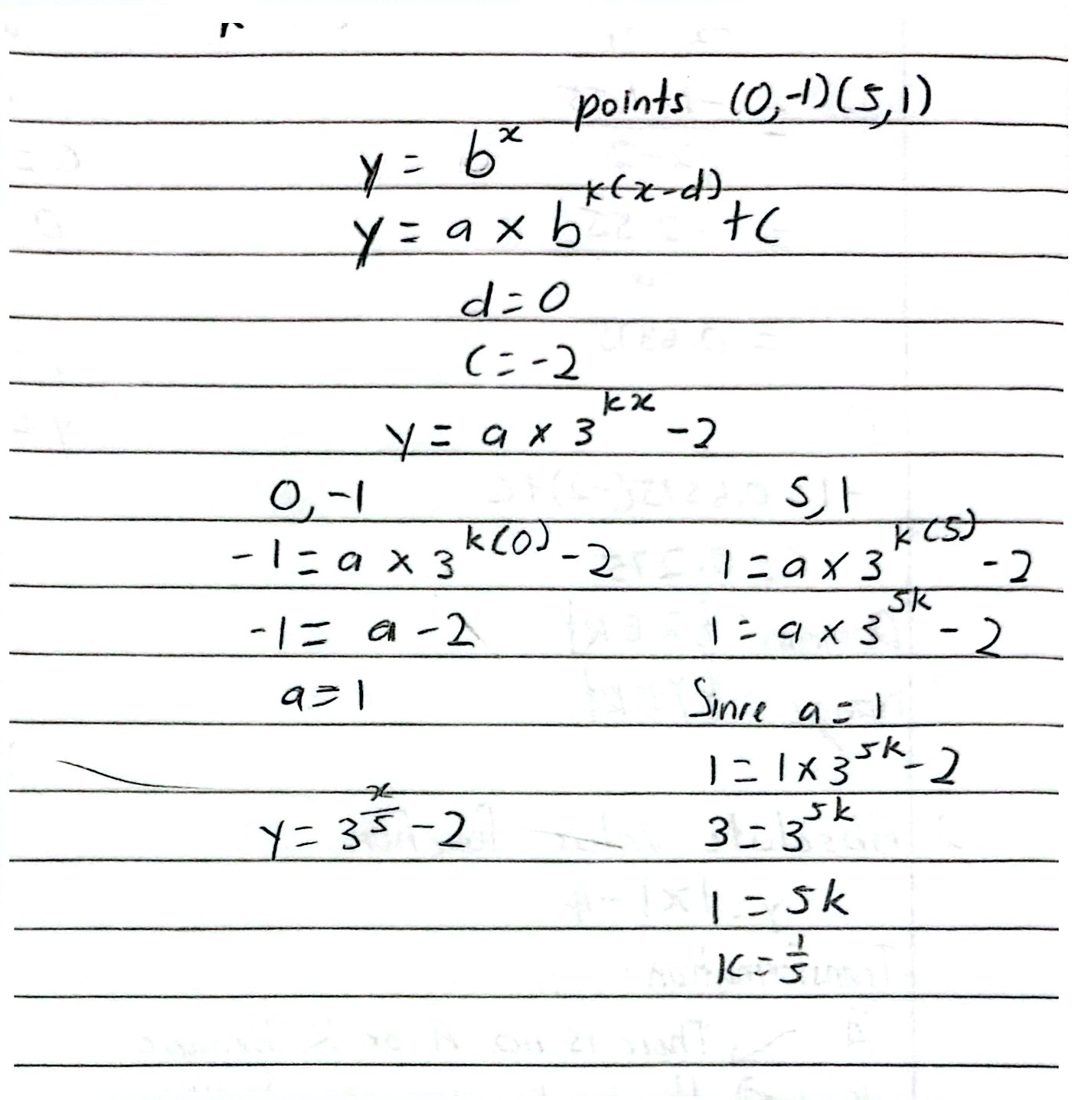 points (0,-1)(5,1)
y = b^x
y = a × b^k(x-d) + c
d = 0
c = -2
y = a × 3^kx - 2
0, -1 5, 1
-1 = a × 3^k(0) - 2 1 = a × 3^k(5) - 2
-1 = a - 2 1 = a × 3^5k - 2
a = 1 Since a = 1
1 = 1 × 3^5k - 2
y = 3^x/5 - 2 3 = 3^5k
1 = 5k
k = 1/5